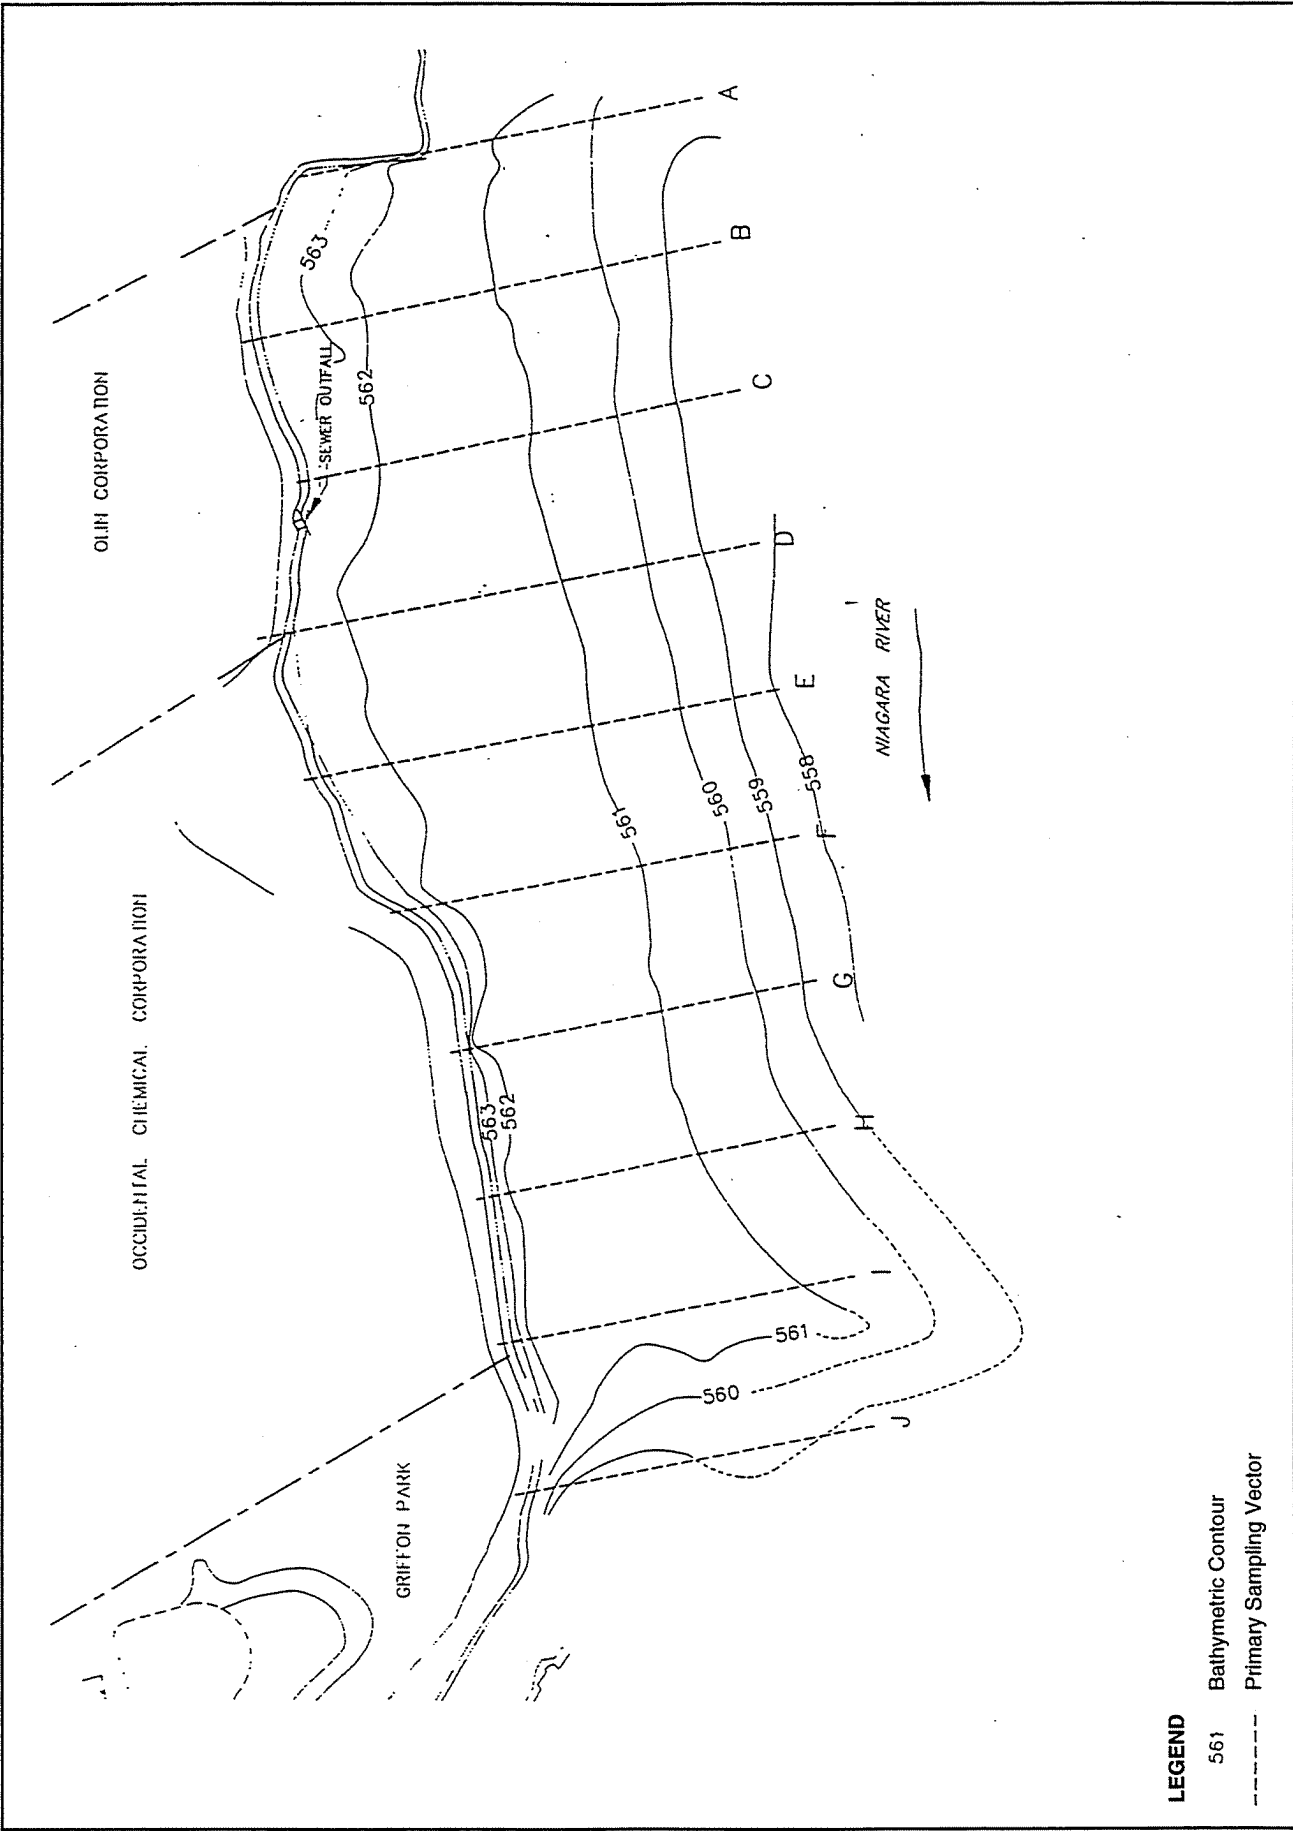 OLIN CORPORATION
OCCIDENTAL CHEMICAL CORPORATION
GRIFFON PARK
SEWER OUTFALL
563
562
563
562
561
560
559
558
561
560
A
B
C
D
E
F
G
H
I
J
NIAGARA RIVER
LEGEND
561 Bathymetric Contour
Primary Sampling Vector